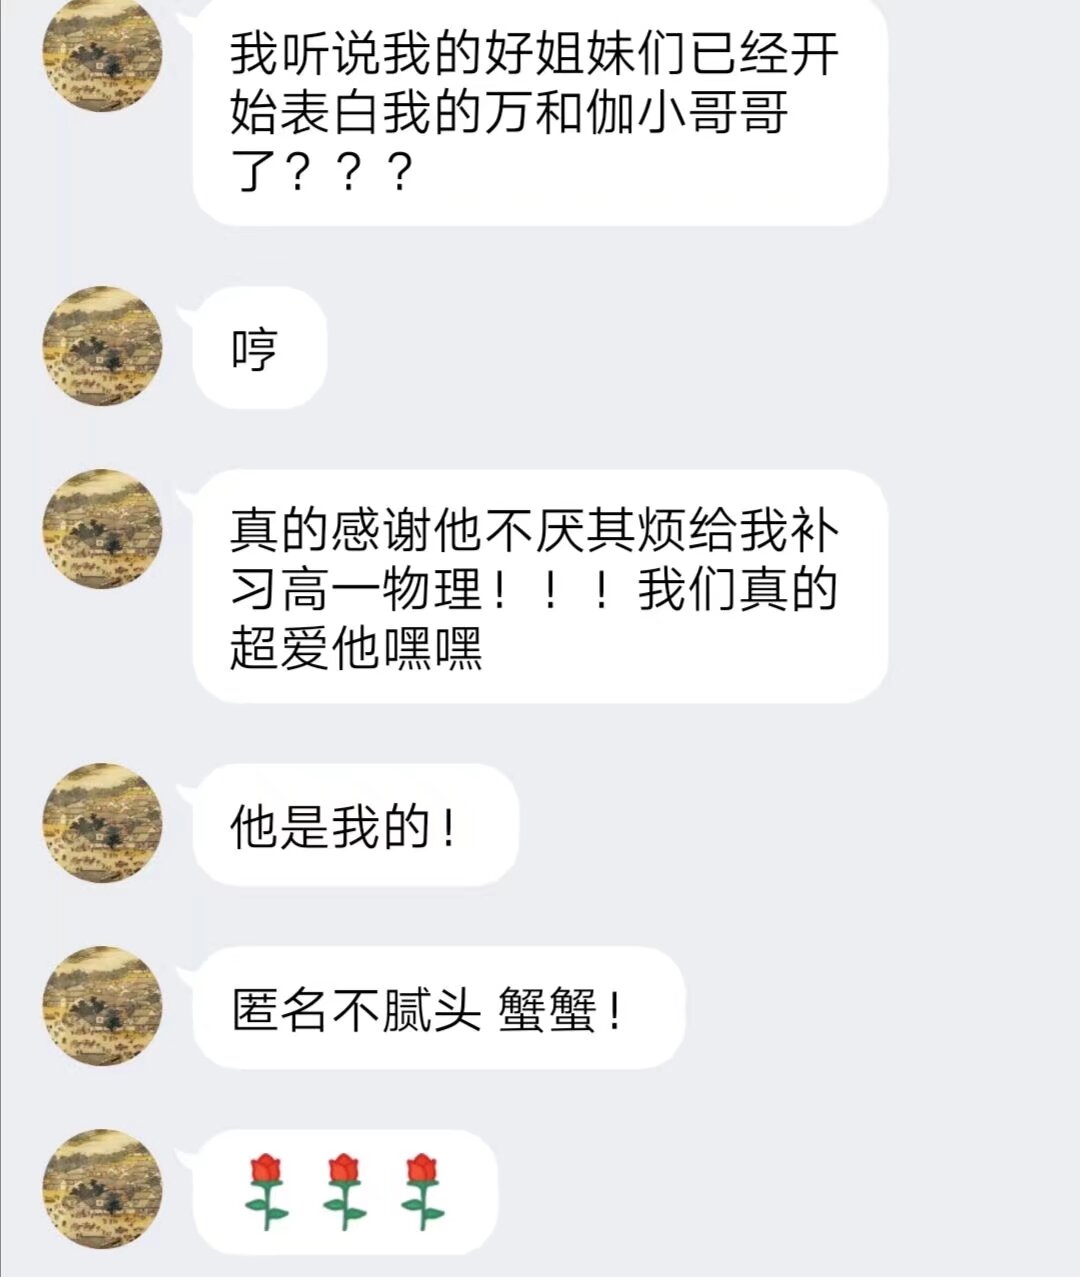 我听说我的好姐妹们已经开
始表白我的万和伽小哥哥
了？？？
哼
真的感谢他不厌其烦给我补
习高一物理！！！我们真的
超爱他嘿嘿
他是我的！
匿名不腻头 蟹蟹！